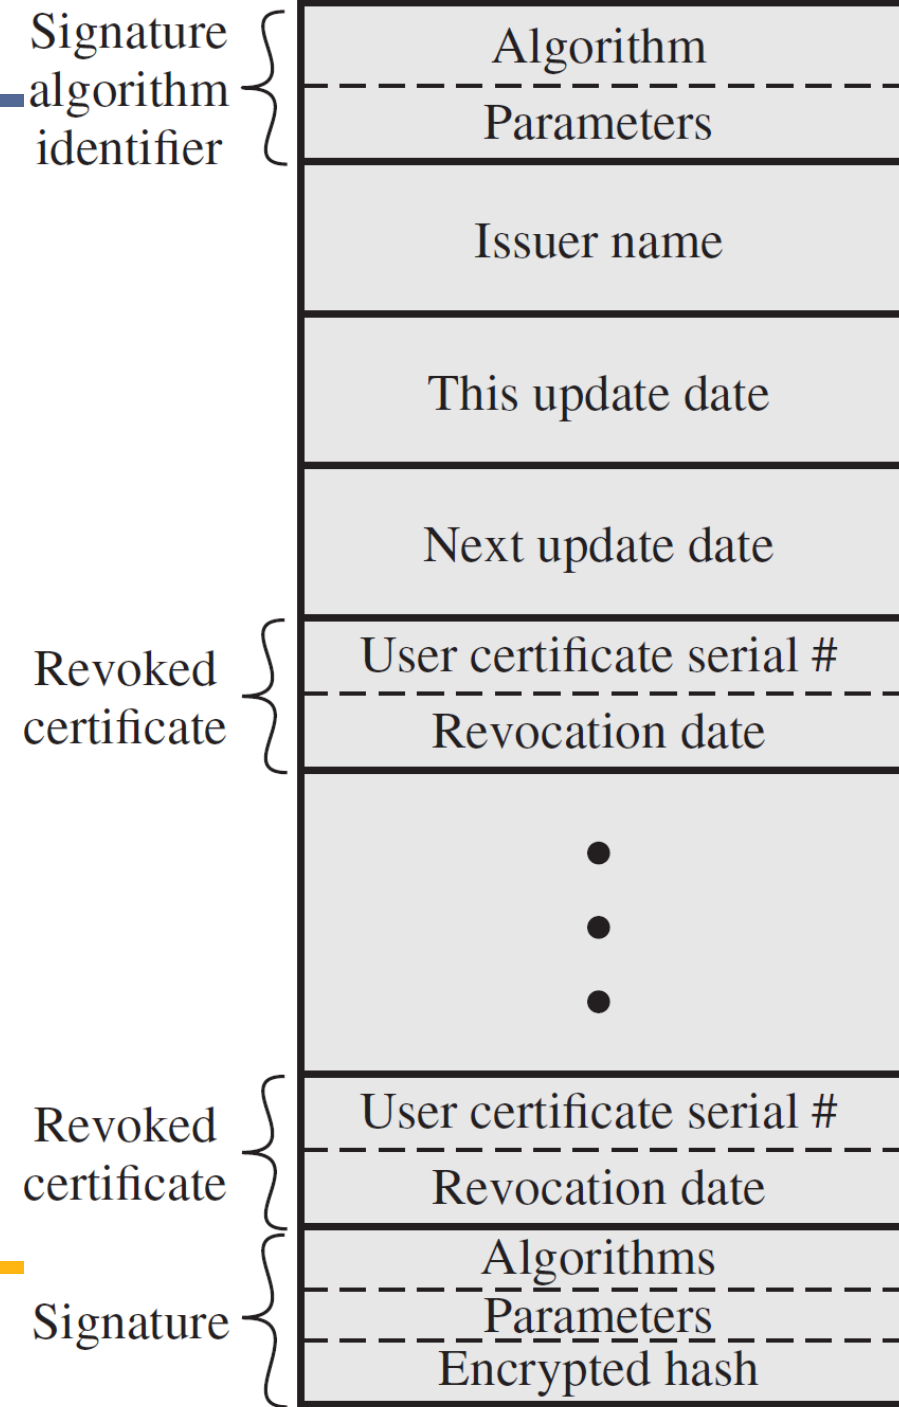 Signature
algorithm
identifier
Algorithm
Parameters
Issuer name
This update date
Next update date
Revoked
certificate
User certificate serial #
Revocation date
Revoked
certificate
User certificate serial #
Revocation date
Signature
Algorithms
Parameters
Encrypted hash